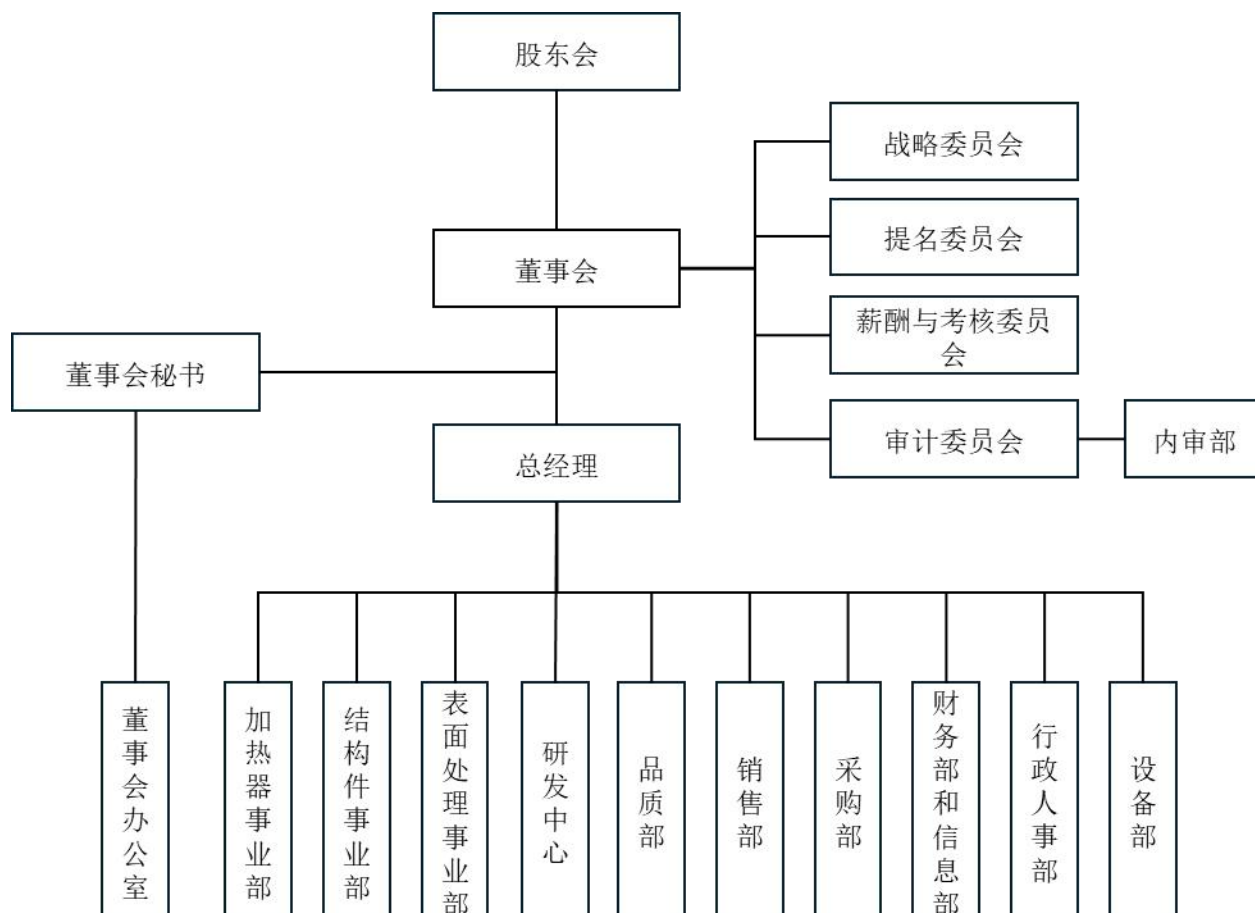 股东会
战略委员会
提名委员会
董事会
薪酬与考核委员
会
董事会秘书
审计委员会
内审部
总经理
董事会办公室
加热器事业部
结构件事业部
表面处理事业部
研发中心
品质部
销售部
采购部
财务部和信息部
行政人事部
设备部